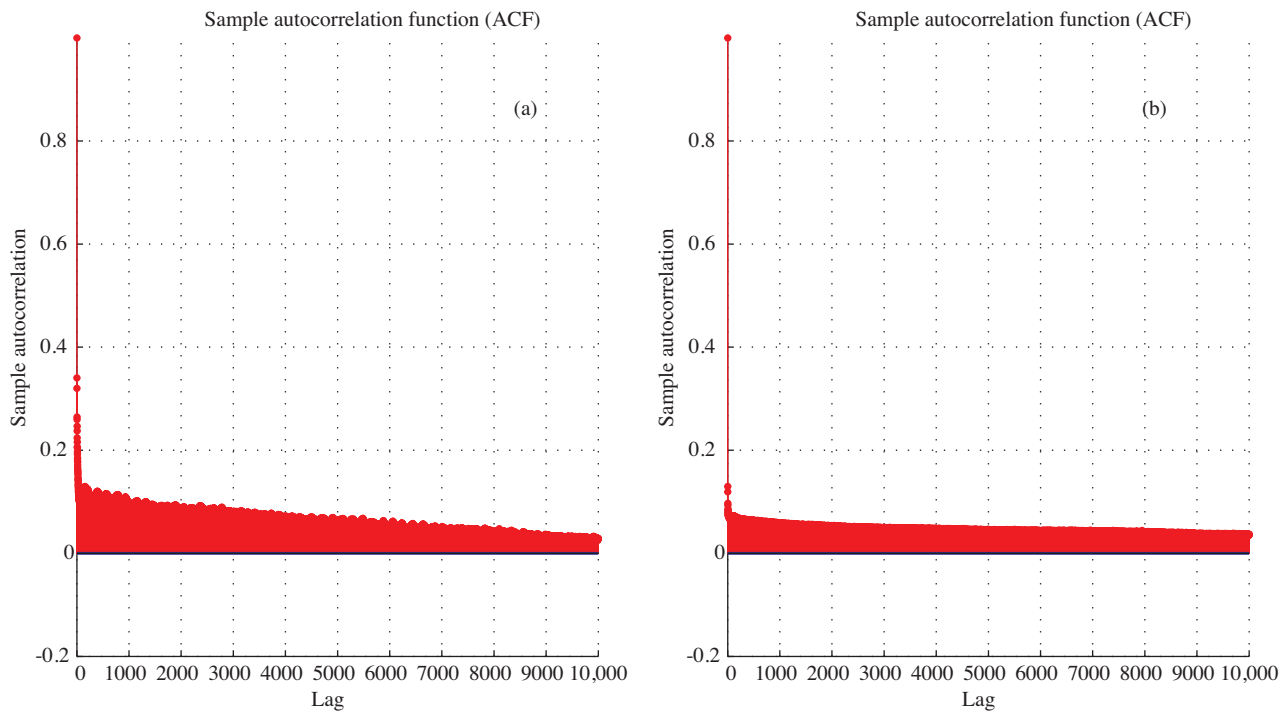 Sample autocorrelation function (ACF)
(a)
0.8
0.6
0.4
0.2
0
-0.2
Sample autocorrelation
0 1000 2000 3000 4000 5000 6000 7000 8000 9000 10,000
Lag
Sample autocorrelation function (ACF)
(b)
0.8
0.6
0.4
0.2
0
-0.2
Sample autocorrelation
0 1000 2000 3000 4000 5000 6000 7000 8000 9000 10,000
Lag